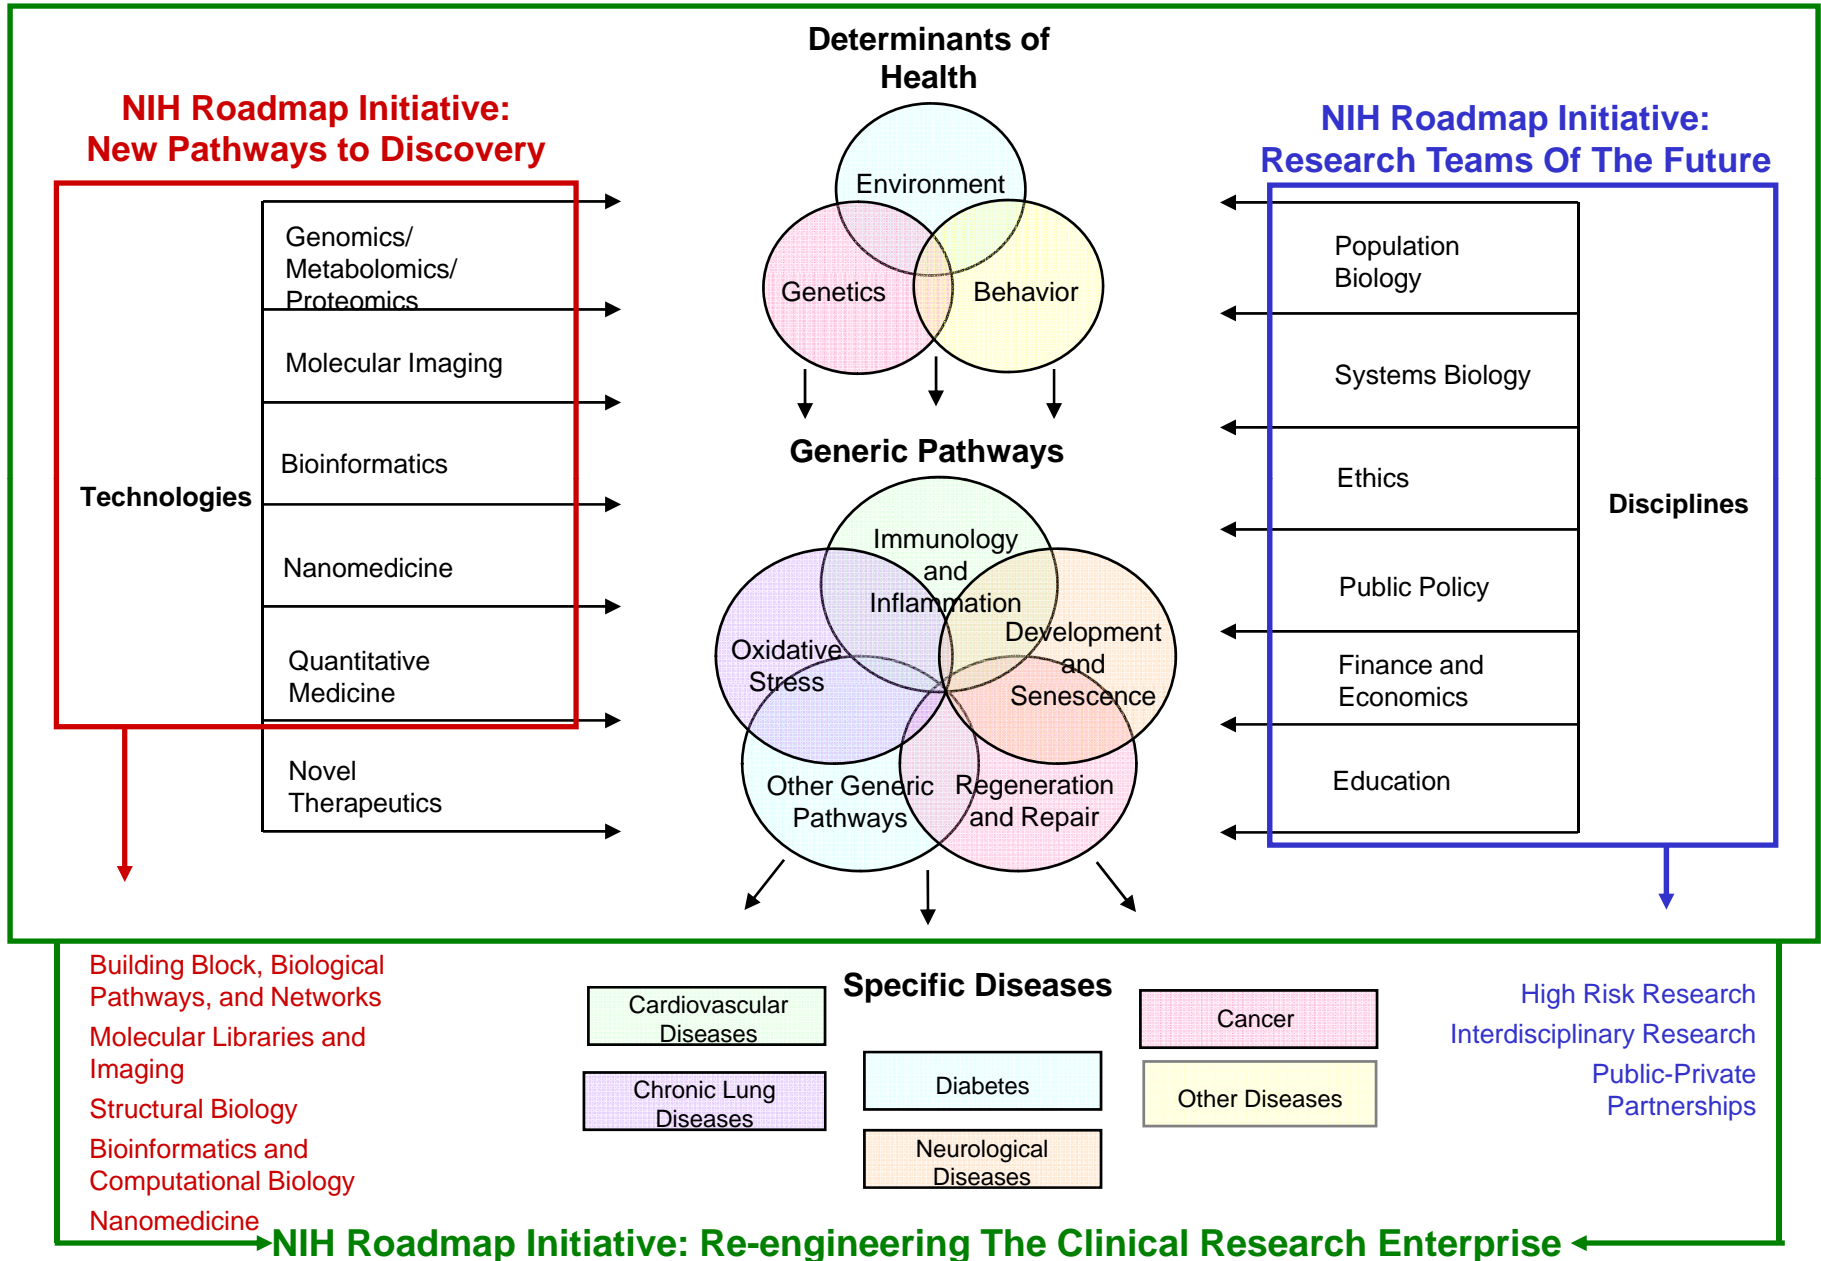 Determinants of
Health
NIH Roadmap Initiative:
New Pathways to Discovery
NIH Roadmap Initiative:
Research Teams Of The Future
Environment
Genetics
Behavior
Technologies
Genomics/
Metabolomics/
Proteomics
Molecular Imaging
Bioinformatics
Nanomedicine
Quantitative
Medicine
Novel
Therapeutics
Generic Pathways
Immunology
and
Inflammation
Oxidative
Stress
Development
and
Senescence
Other Generic
Pathways
Regeneration
and Repair
Population
Biology
Systems Biology
Ethics
Public Policy
Finance and
Economics
Education
Disciplines
Building Block, Biological
Pathways, and Networks
Molecular Libraries and
Imaging
Structural Biology
Bioinformatics and
Computational Biology
Nanomedicine
Specific Diseases
Cardiovascular
Diseases
Chronic Lung
Diseases
Diabetes
Neurological
Diseases
Cancer
Other Diseases
High Risk Research
Interdisciplinary Research
Public-Private
Partnerships
NIH Roadmap Initiative: Re-engineering The Clinical Research Enterprise